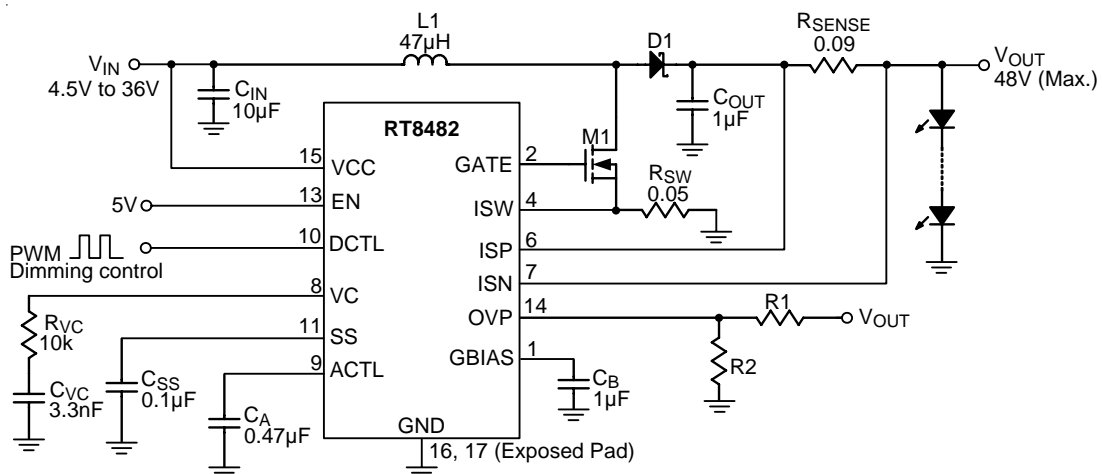 L1
47µH
RSENSE
0.09
D1
VIN
4.5V to 36V
VOUT
48V (Max.)
CIN
10µF
COUT
1µF
RT8482
M1
15 VCC
GATE 2
RSW
0.05
5V
13 EN
ISW 4
PWM
Dimming control
10 DCTL
ISP 6
8 VC
ISN 7
RVC
10k
11 SS
OVP 14
R1
VOUT
R2
9 ACTL
GBIAS 1
CVC
3.3nF
CSS
0.1µF
CA
0.47µF
CB
1µF
GND
16, 17 (Exposed Pad)